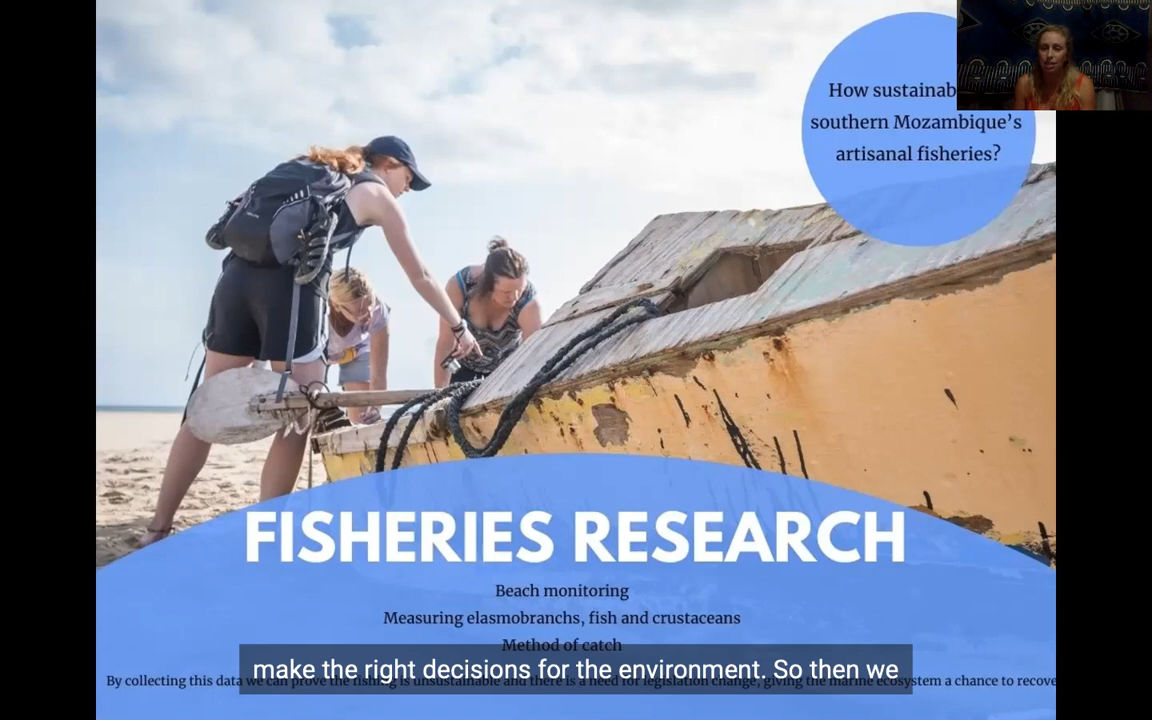 How sustainab
southern Mozambique's
artisanal fisheries?
FISHERIES RESEARCH
Beach monitoring
Measuring elasmobranchs, fish and crustaceans
Method of catch
make the right decisions for the environment. So then we
By collecting this data we can prove the fishing is unsustainable and there is a need for legislation change, giving the marine ecosystem a chance to recove